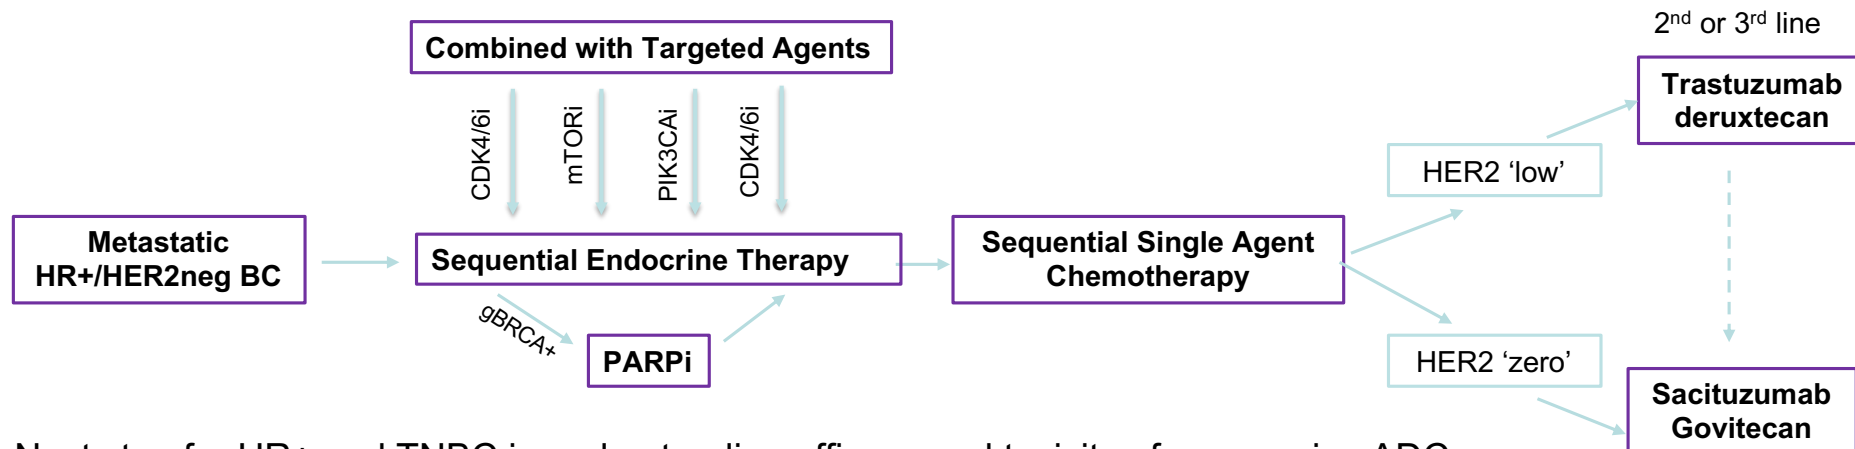 2nd or 3rd line
Combined with Targeted Agents
Trastuzumab
deruxtecan
CDK4/6i
mTORi
PIK3CAi
CDK4/6i
HER2 ‘low’
Metastatic
HR+/HER2neg BC
Sequential Endocrine Therapy
Sequential Single Agent
Chemotherapy
gBRCA+
PARPi
HER2 ‘zero’
Sacituzumab
Govitecan